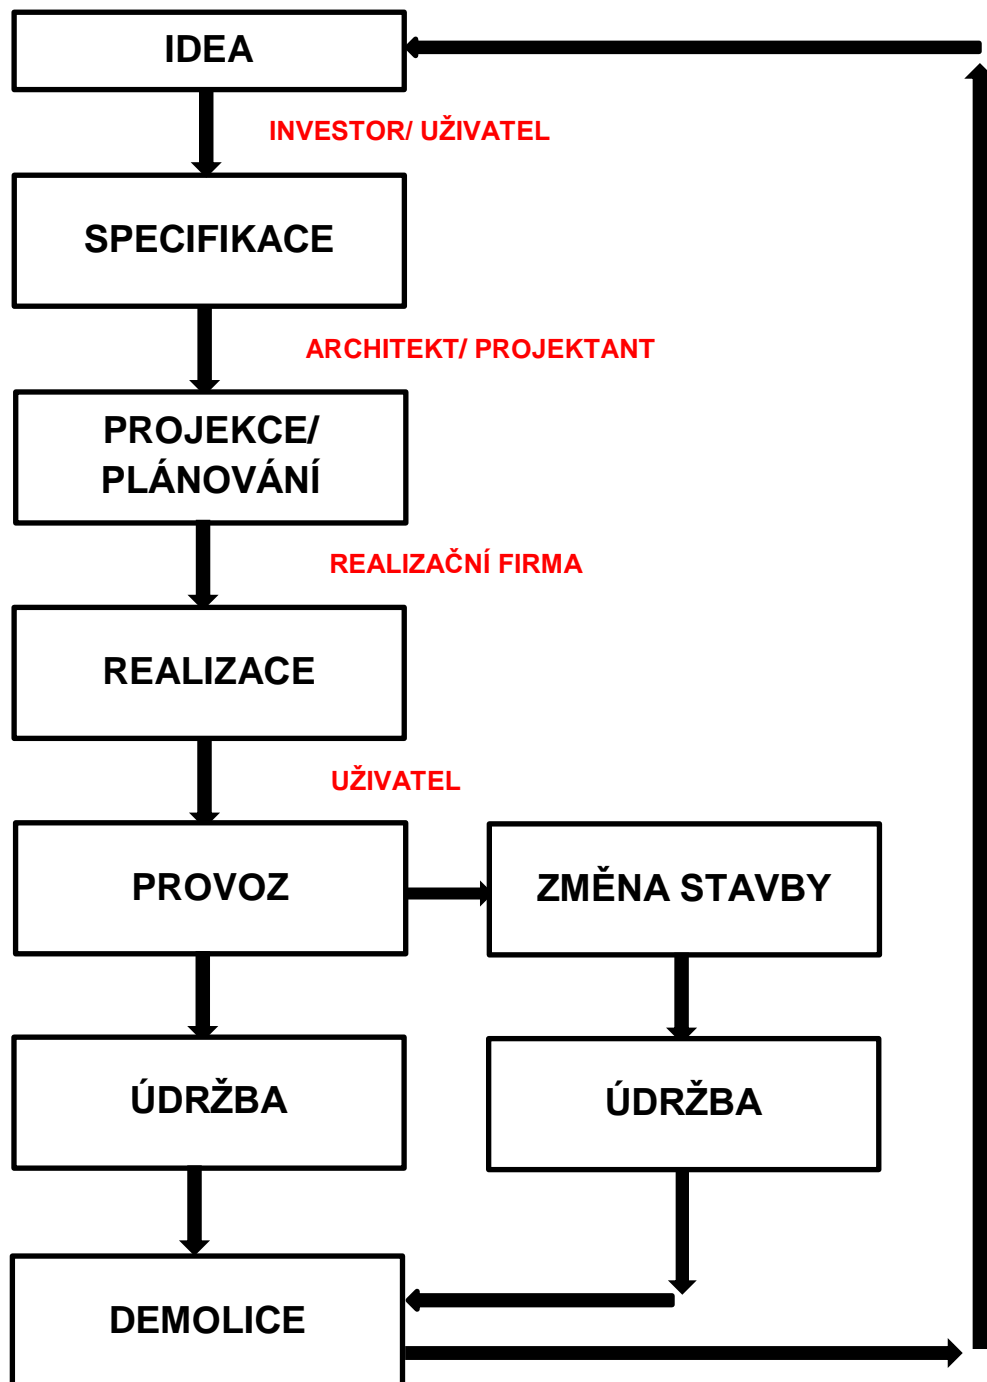 IDEA
INVESTOR/ UŽIVATEL
SPECIFIKACE
ARCHITEKT/ PROJEKTANT
PROJEKCE/
PLÁNOVÁNÍ
REALIZAČNÍ FIRMA
REALIZACE
UŽIVATEL
PROVOZ
ZMĚNA STAVBY
ÚDRŽBA
ÚDRŽBA
DEMOLICE